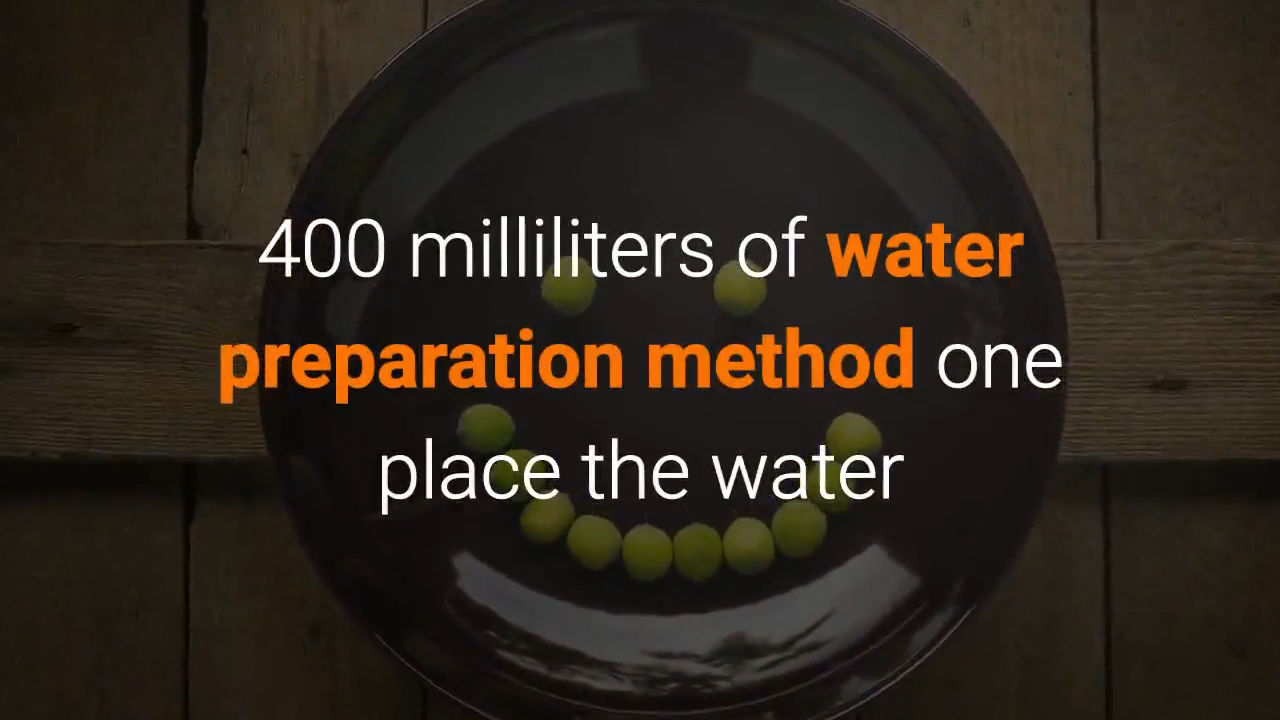 400 milliliters of water
preparation method one
place the water